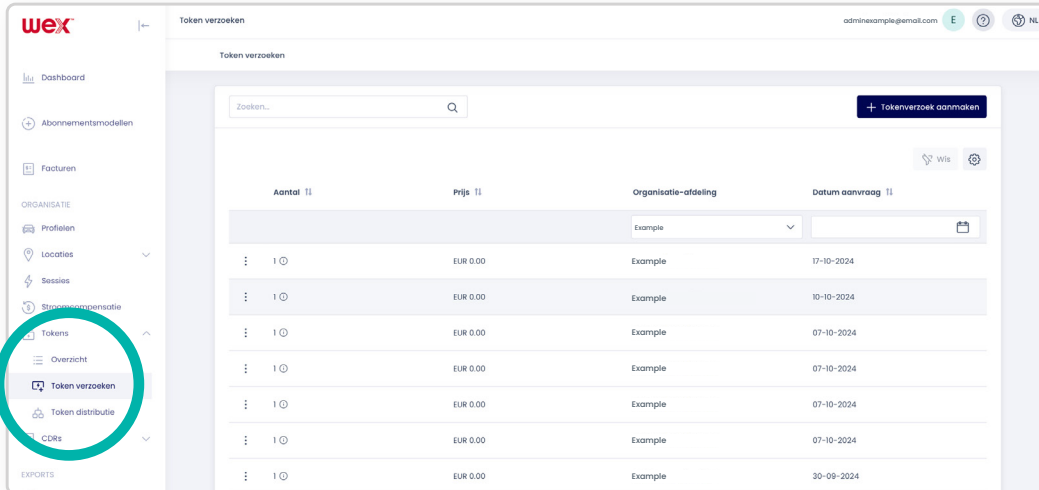 wex
Dashboard
Abonnementsmodellen
Facturen
ORGANISATIE
Profielen
Locaties
Sessies
Stroomcompensatie
Tokens
Overzicht
Token verzoeken
Token distributie
CDRs
EXPORTS
Token verzoeken
adminexample@email.com E ? NL
Token verzoeken
Zoeken...
+ Tokenverzoek aanmaken
Wis
Aantal Prijs Organisatie-afdeling Datum aanvraag
Example
1 EUR 0.00 Example 17-10-2024
1 EUR 0.00 Example 10-10-2024
1 EUR 0.00 Example 07-10-2024
1 EUR 0.00 Example 07-10-2024
1 EUR 0.00 Example 07-10-2024
1 EUR 0.00 Example 07-10-2024
1 EUR 0.00 Example 30-09-2024